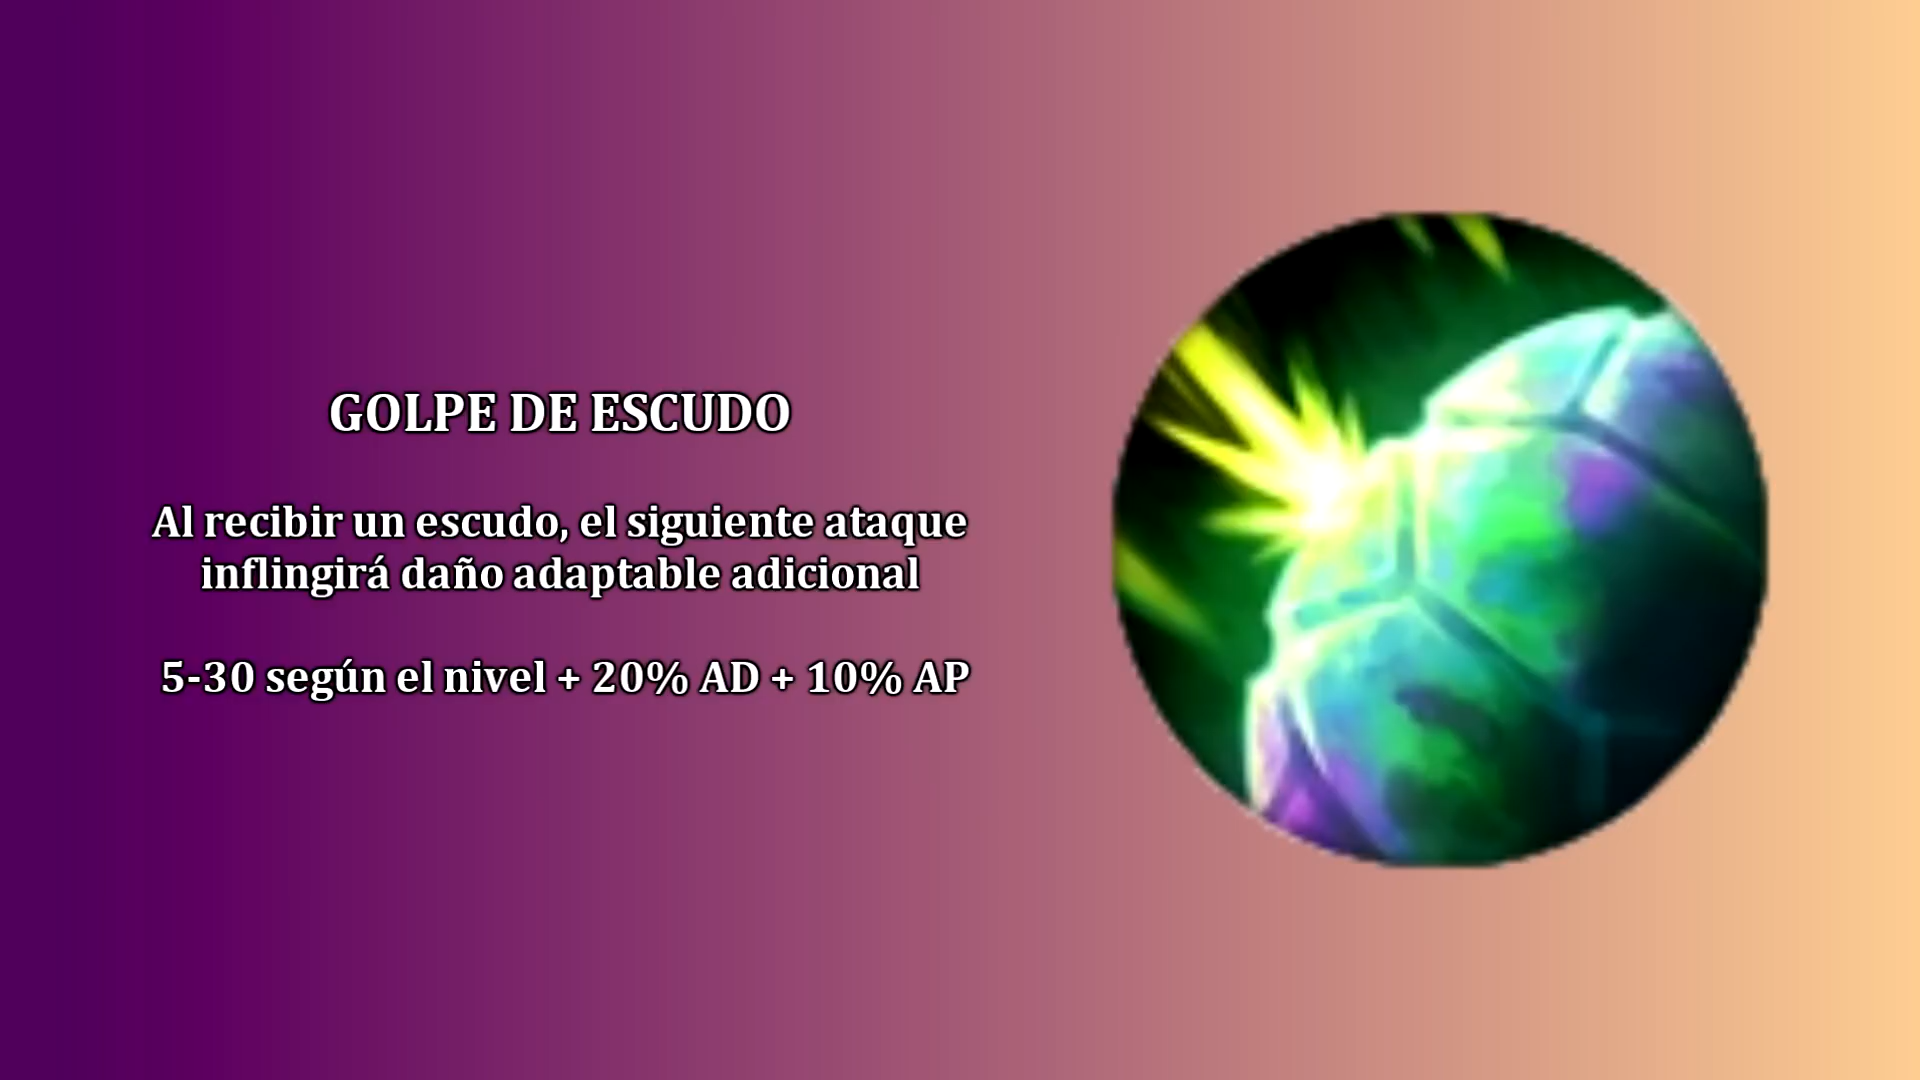 GOLPE DE ESCUDO
Al recibir un escudo, el siguiente ataque
inflingirá daño adaptable adicional
5-30 según el nivel + 20% AD + 10% AP